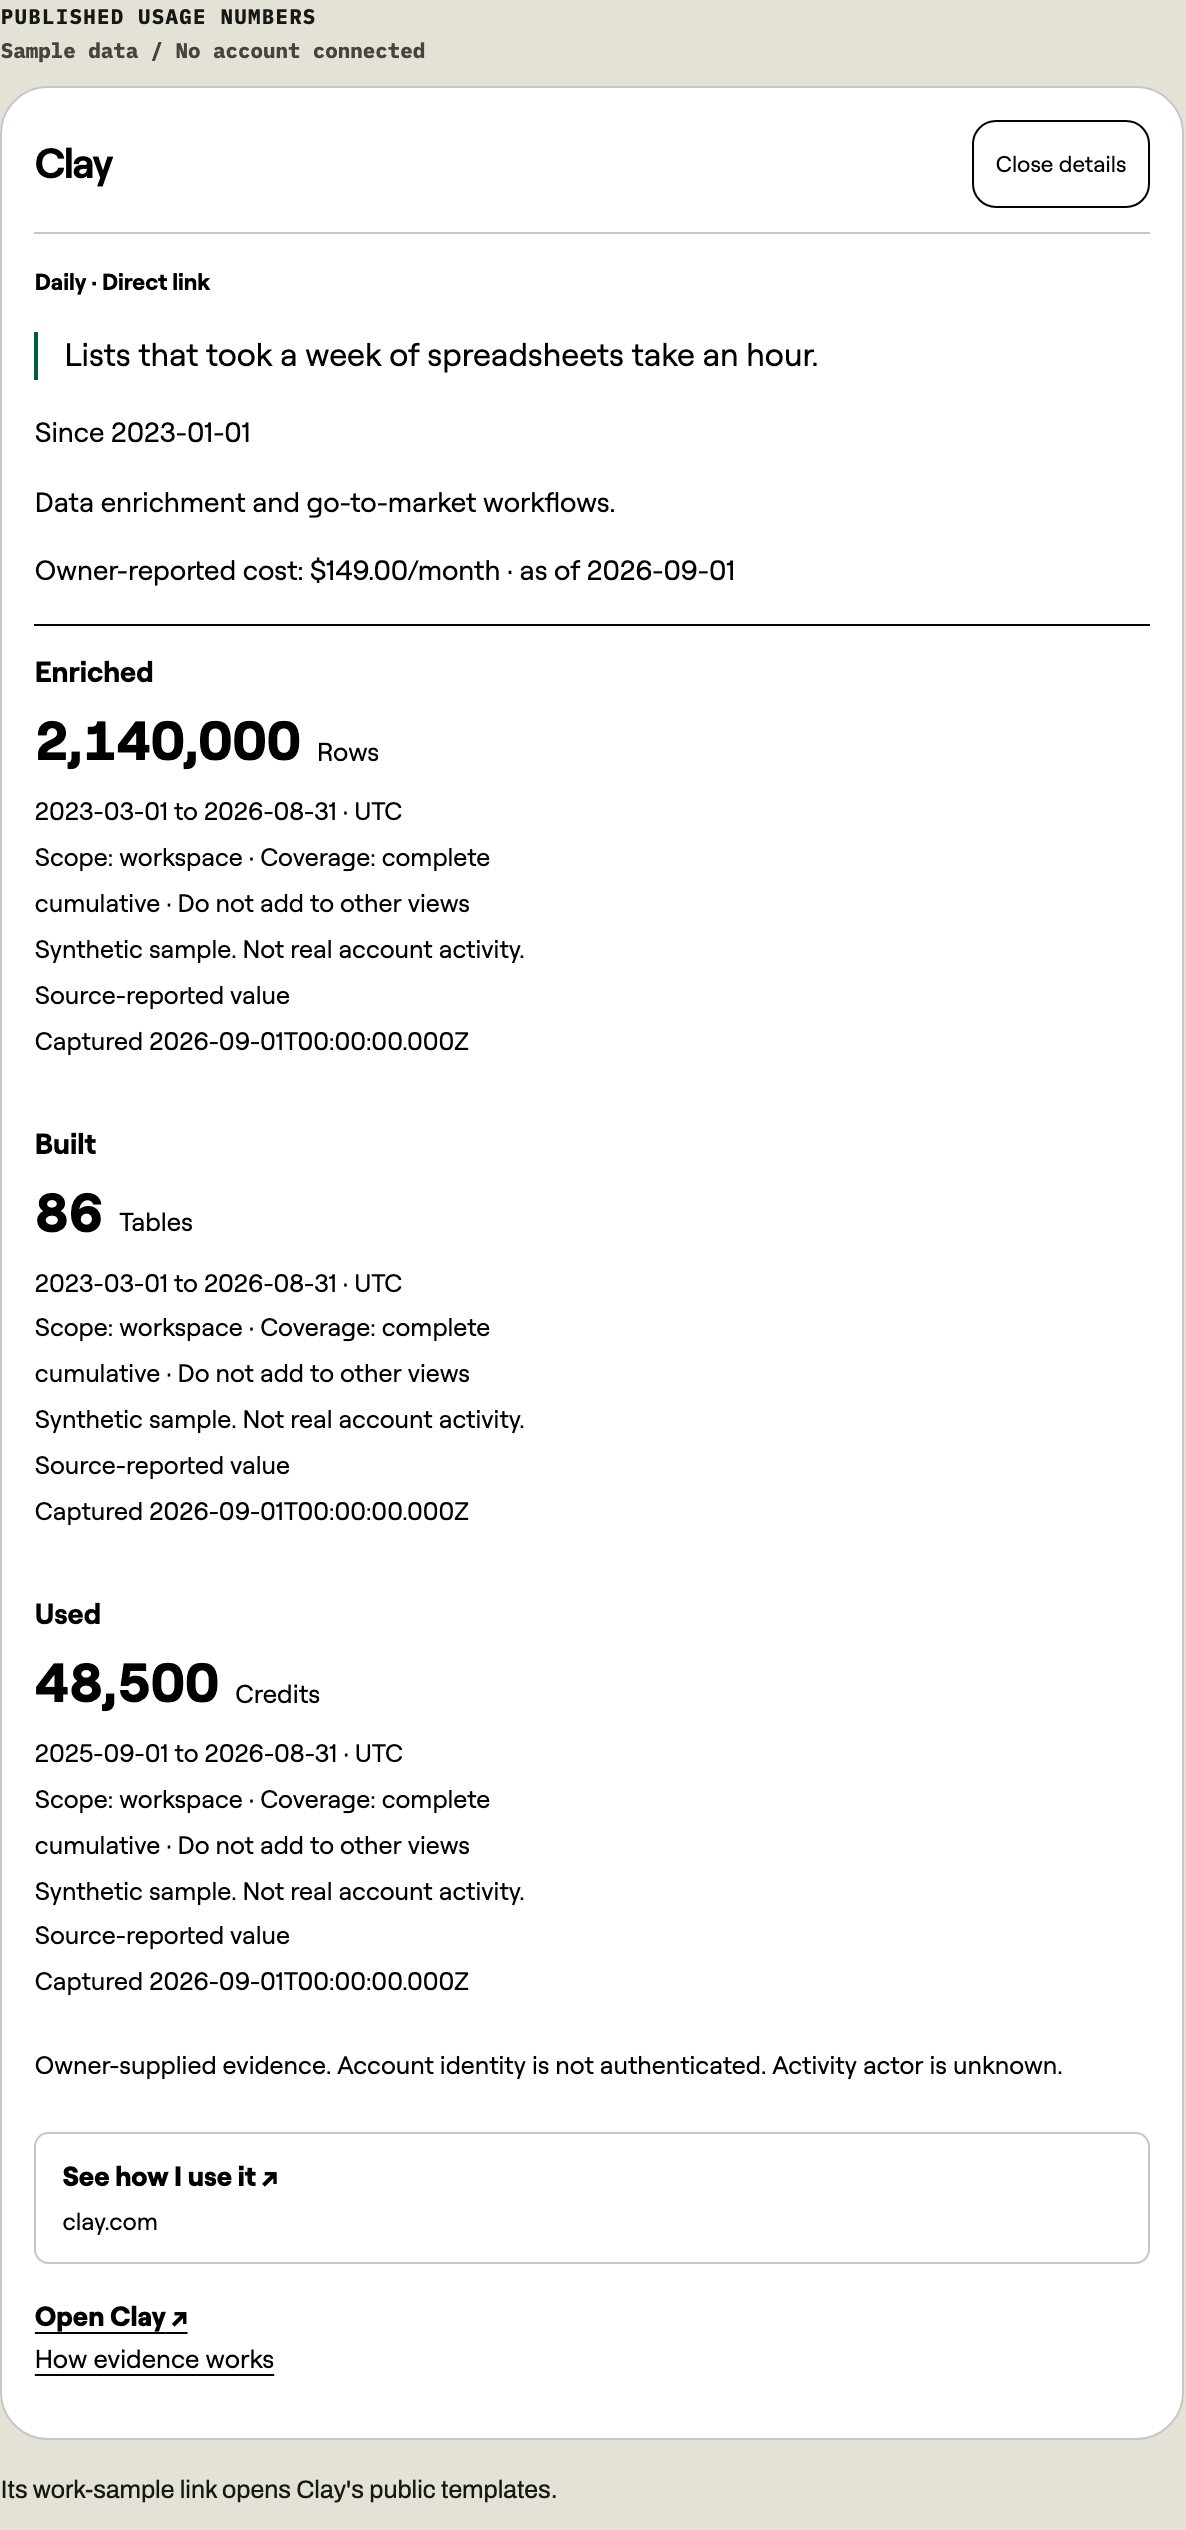 PUBLISHED USAGE NUMBERS
Sample data / No account connected
Clay
Close details
Daily · Direct link
Lists that took a week of spreadsheets take an hour.
Since 2023-01-01
Data enrichment and go-to-market workflows.
Owner-reported cost: $149.00/month · as of 2026-09-01
Enriched
2,140,000 Rows
2023-03-01 to 2026-08-31 · UTC
Scope: workspace · Coverage: complete
cumulative · Do not add to other views
Synthetic sample. Not real account activity.
Source-reported value
Captured 2026-09-01T00:00:00.000Z
Built
86 Tables
2023-03-01 to 2026-08-31 · UTC
Scope: workspace · Coverage: complete
cumulative · Do not add to other views
Synthetic sample. Not real account activity.
Source-reported value
Captured 2026-09-01T00:00:00.000Z
Used
48,500 Credits
2025-09-01 to 2026-08-31 · UTC
Scope: workspace · Coverage: complete
cumulative · Do not add to other views
Synthetic sample. Not real account activity.
Source-reported value
Captured 2026-09-01T00:00:00.000Z
Owner-supplied evidence. Account identity is not authenticated. Activity actor is unknown.
See how I use it ↗
clay.com
Open Clay ↗
How evidence works
Its work-sample link opens Clay's public templates.